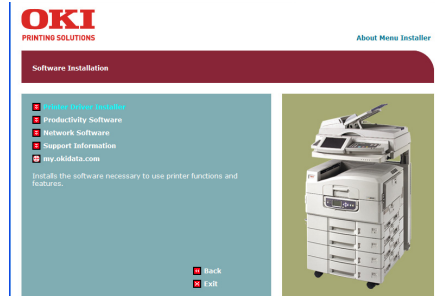 OKI
PRINTING SOLUTIONS
About Menu Installer
Software Installation
Printer Driver Installer
Productivity Software
Network Software
Support Information
my.okidata.com
Installs the software necessary to use printer functions and
features.
Back
Exit